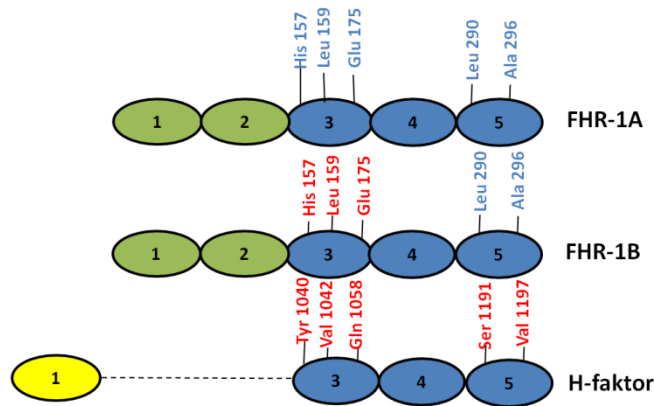 His 157
Leu 159
Glu 175
Leu 290
Ala 296
1 2 3 4 5 FHR-1A
His 157
Leu 159
Glu 175
Leu 290
Ala 296
1 2 3 4 5 FHR-1B
Tyr 1040
Val 1042
Gln 1058
Ser 1191
Val 1197
1 3 4 5 H-faktor